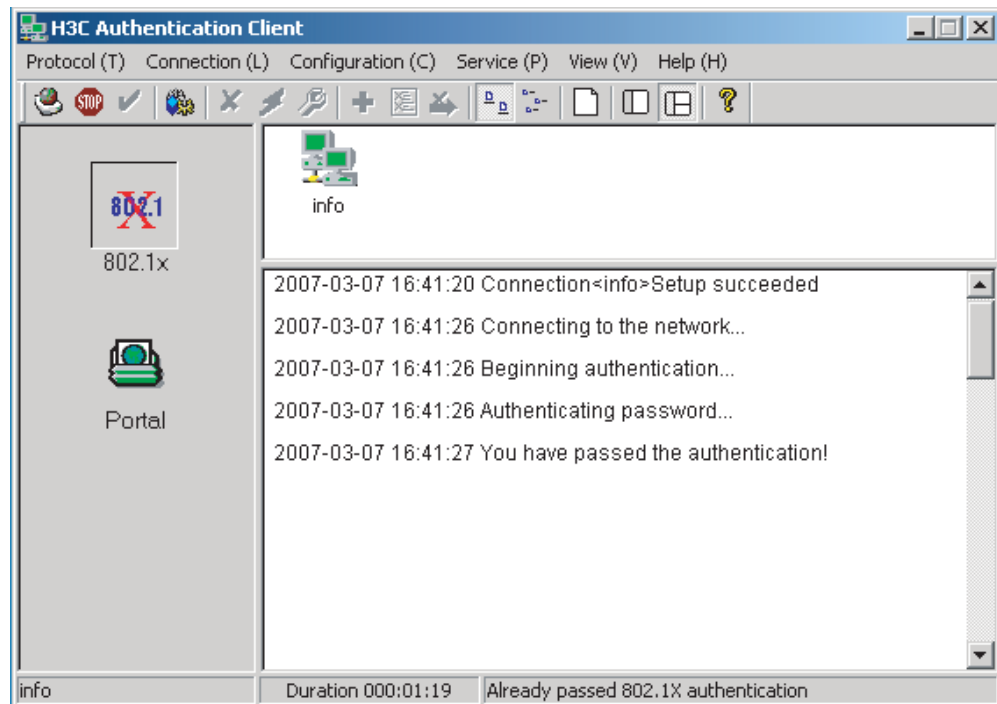 H3C Authentication Client
Protocol (T) Connection (L) Configuration (C) Service (P) View (V) Help (H)
STOP
802.1
X
802.1x
Portal
info
2007-03-07 16:41:20 Connection<info>Setup succeeded
2007-03-07 16:41:26 Connecting to the network...
2007-03-07 16:41:26 Beginning authentication...
2007-03-07 16:41:26 Authenticating password...
2007-03-07 16:41:27 You have passed the authentication!
info
Duration 000:01:19
Already passed 802.1X authentication